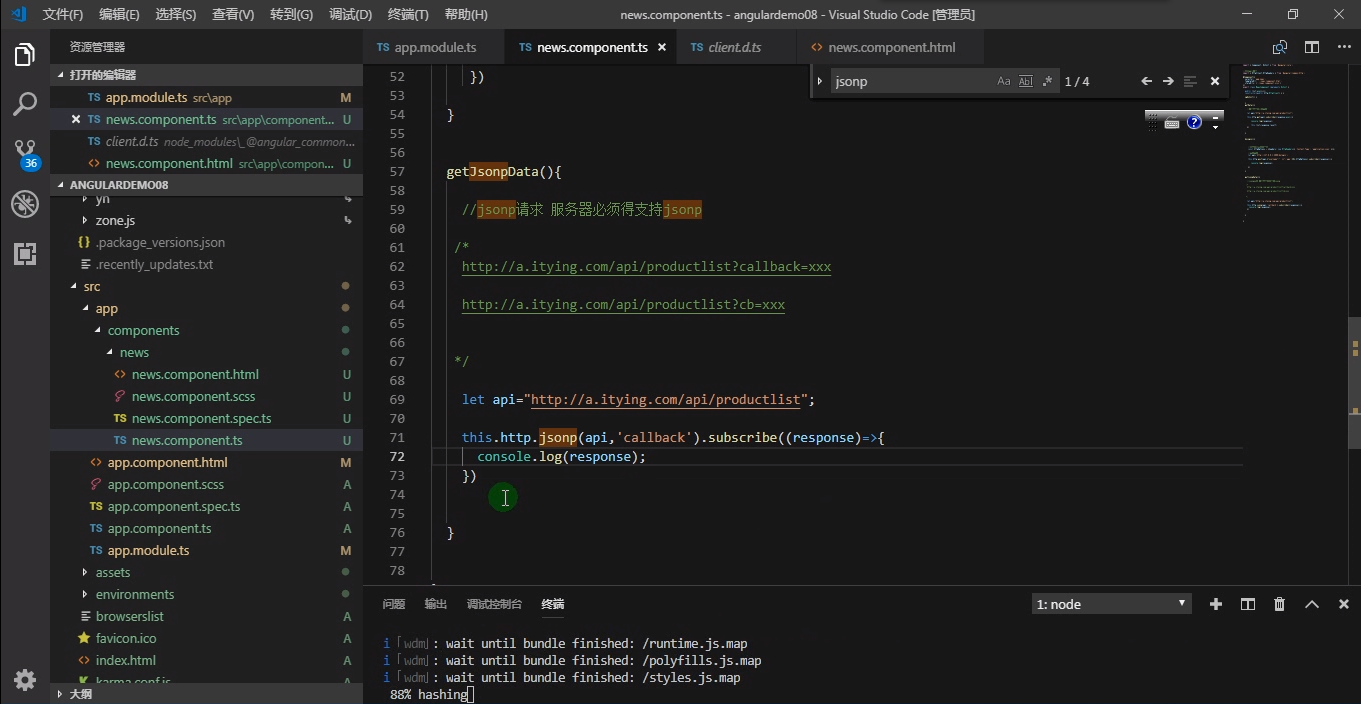 文件(F) 编辑(E) 选择(S) 查看(V) 转到(G) 调试(D) 终端(T) 帮助(H) news.component.ts - angulardemo08 - Visual Studio Code [管理员]
资源管理器
TS app.module.ts TS news.component.ts TS client.d.ts <> news.component.html
打开的编辑器
TS app.module.ts src\app M
TS news.component.ts src\app\component... U
TS client.d.ts node_modules\_@angular_common...
<> news.component.html src\app\compon... U
36
ANGULARDEMO08
yn
zone.js
{} .package_versions.json
.recently_updates.txt
src
app
components
news
<> news.component.html U
news.component.scss U
TS news.component.spec.ts U
TS news.component.ts U
<> app.component.html M
app.component.scss A
TS app.component.spec.ts A
TS app.component.ts A
TS app.module.ts M
assets
environments
browserslist A
favicon.ico A
<> index.html A
karma.conf.js A
大纲
jsonp Aa Abl .* 1 / 4
52 })
53
54 }
55
56
57 getJsonpData(){
58
59 //jsonp请求 服务器必须得支持jsonp
60
61 /*
62 http://a.itying.com/api/productlist?callback=xxx
63
64 http://a.itying.com/api/productlist?cb=xxx
65
66
67 */
68
69 let api="http://a.itying.com/api/productlist";
70
71 this.http.jsonp(api,'callback').subscribe((response)=>{
72 console.log(response);
73 })
74
75
76 }
77
78
问题 输出 调试控制台 终端 1: node
i ｢wdm｣: wait until bundle finished: /runtime.js.map
i ｢wdm｣: wait until bundle finished: /polyfills.js.map
i ｢wdm｣: wait until bundle finished: /styles.js.map
88% hashing